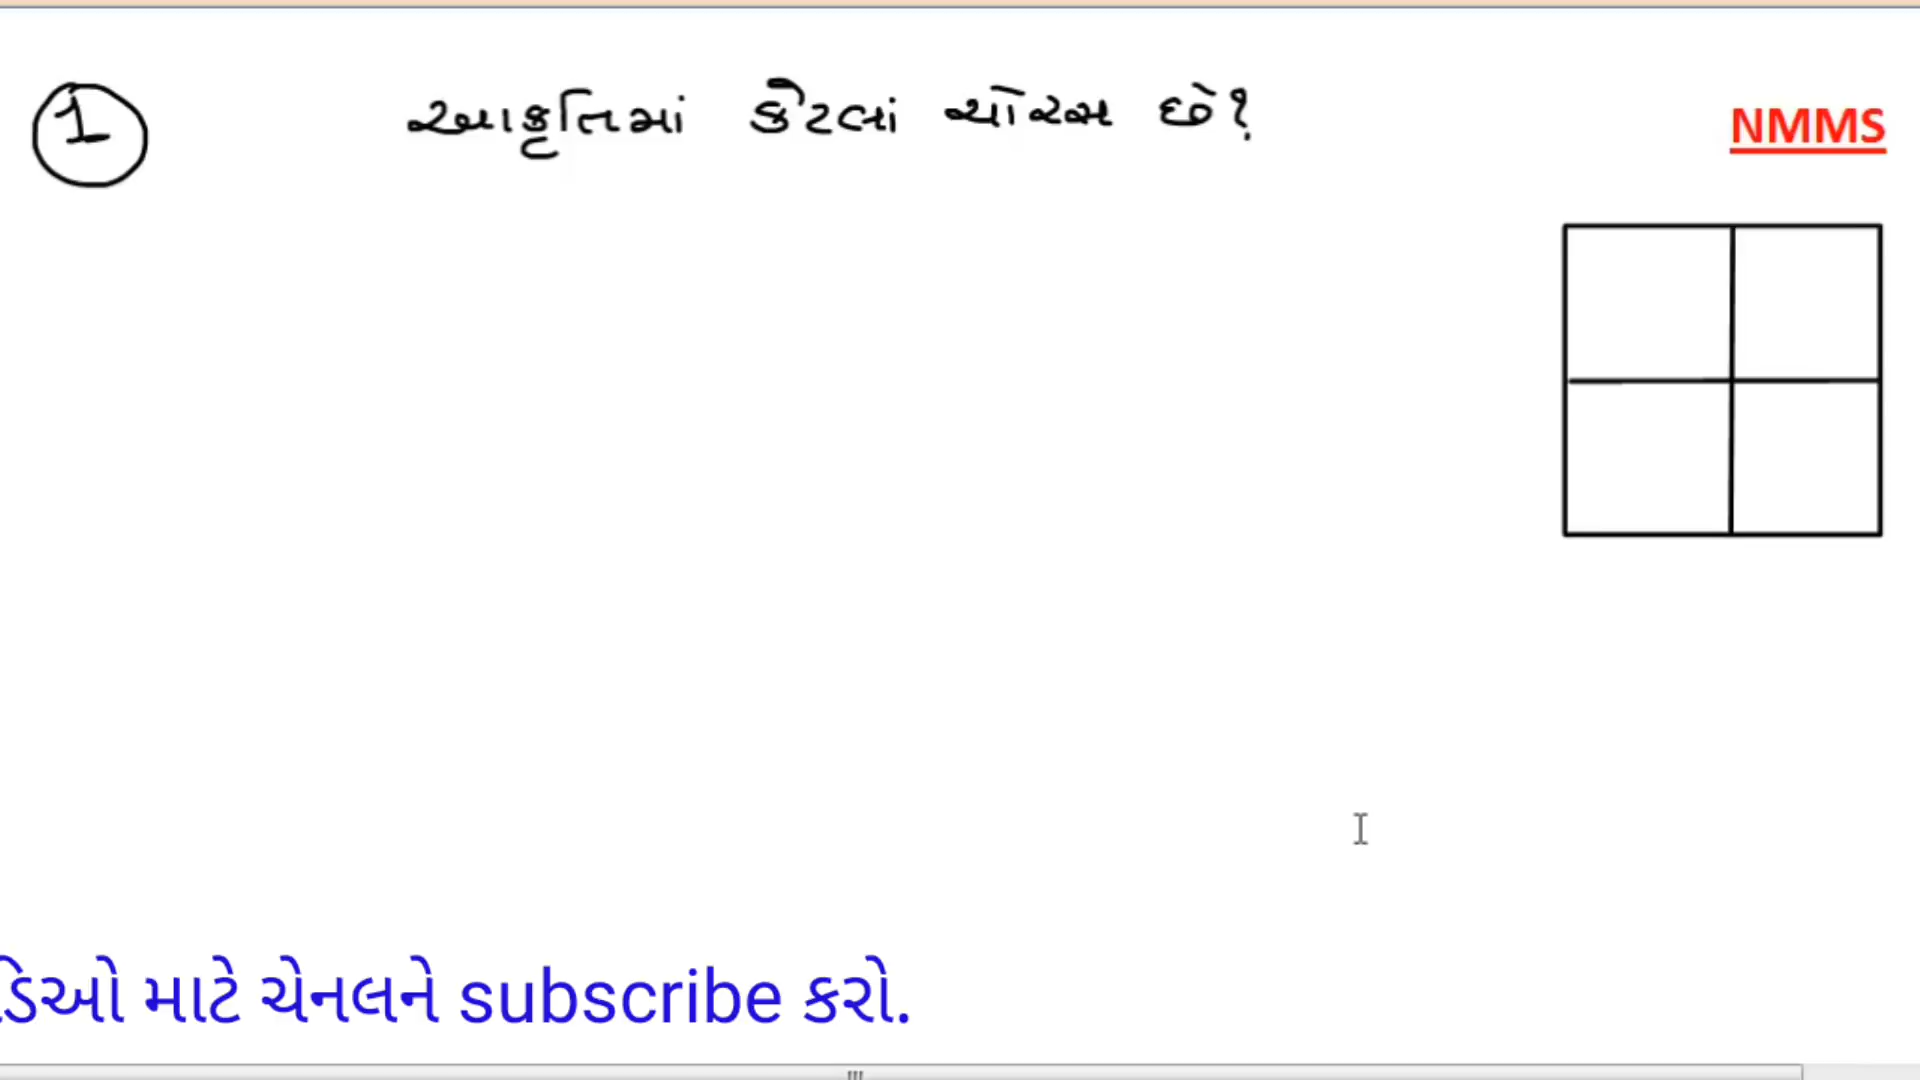 1 આકૃતિમાં કેટલાં ચોરસ છે? NMMS
ડિઓ માટે ચેનલને subscribe કરો.